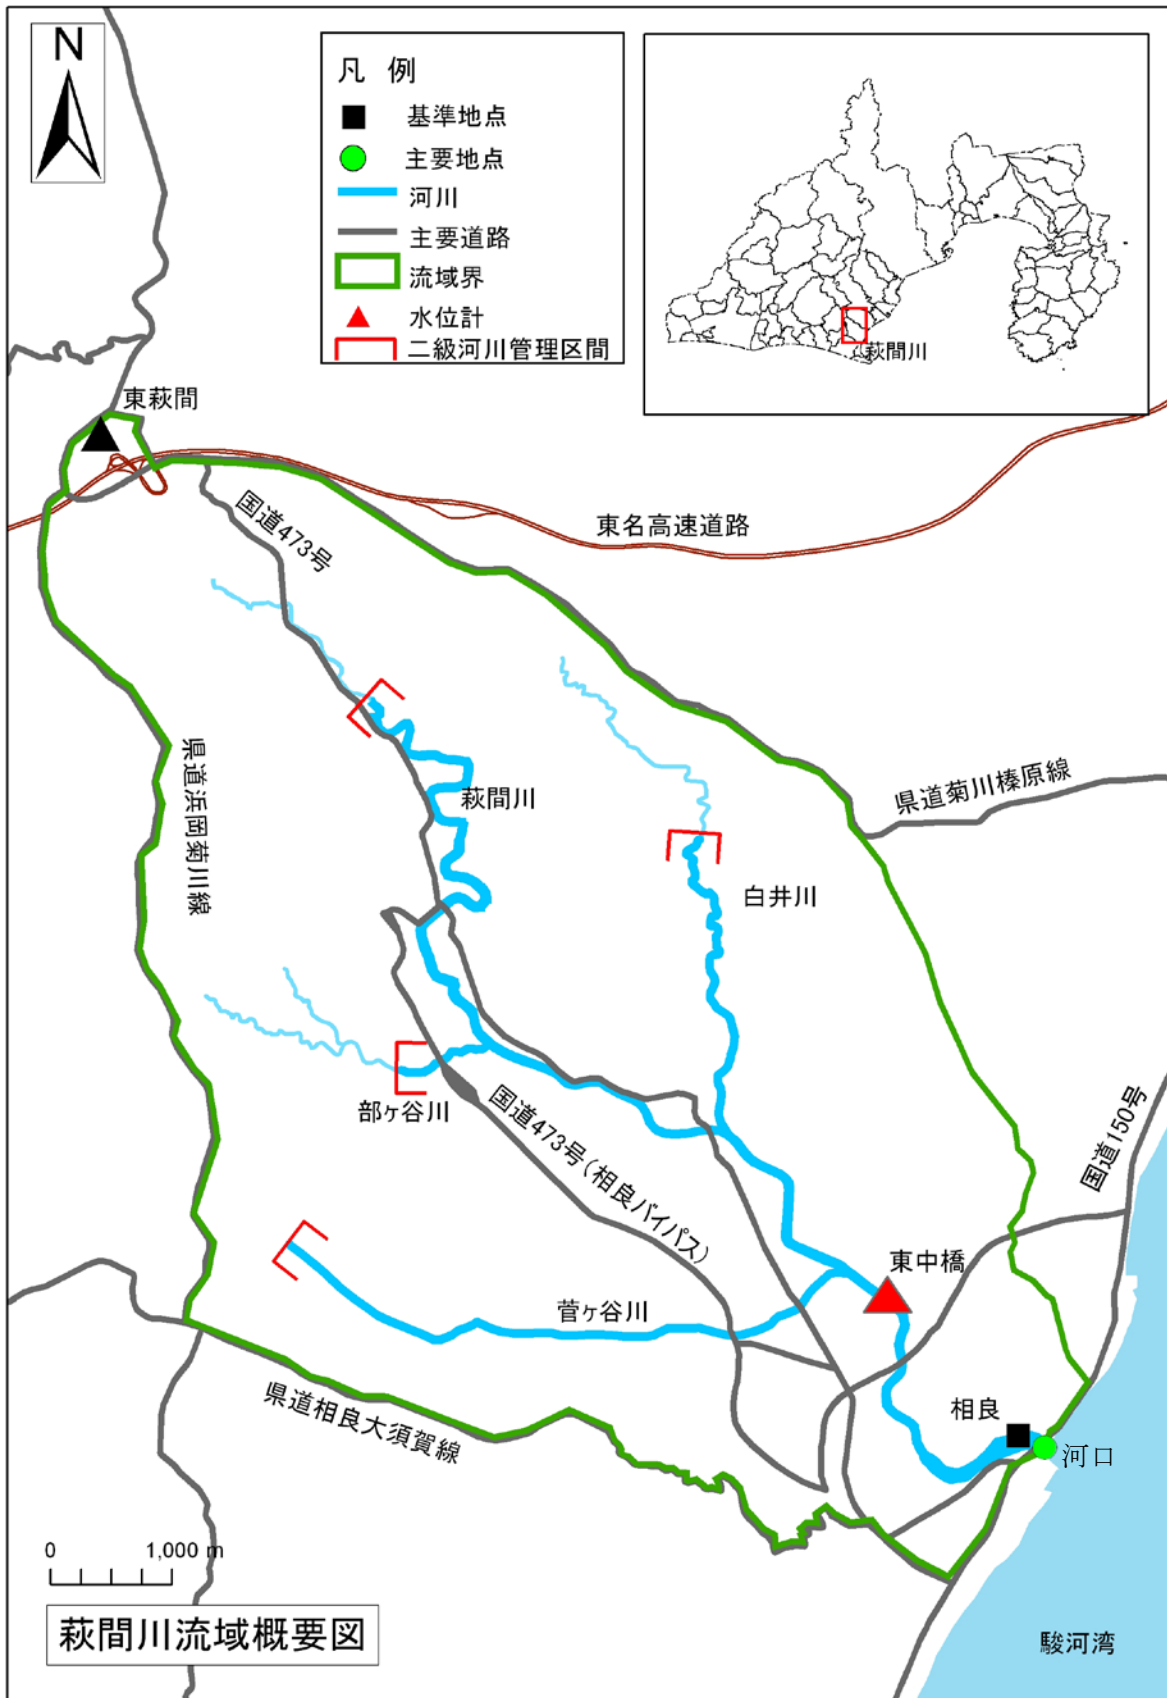 N
凡 例
基準地点
主要地点
河川
主要道路
流域界
水位計
二級河川管理区間
萩間川
東萩間
国道473号
東名高速道路
県道浜岡菊川線
萩間川
県道菊川榛原線
白井川
部ヶ谷川
国道473号(相良バイパス)
国道150号
東中橋
菅ヶ谷川
県道相良大須賀線
相良
河口
0 1,000 m
萩間川流域概要図
駿河湾